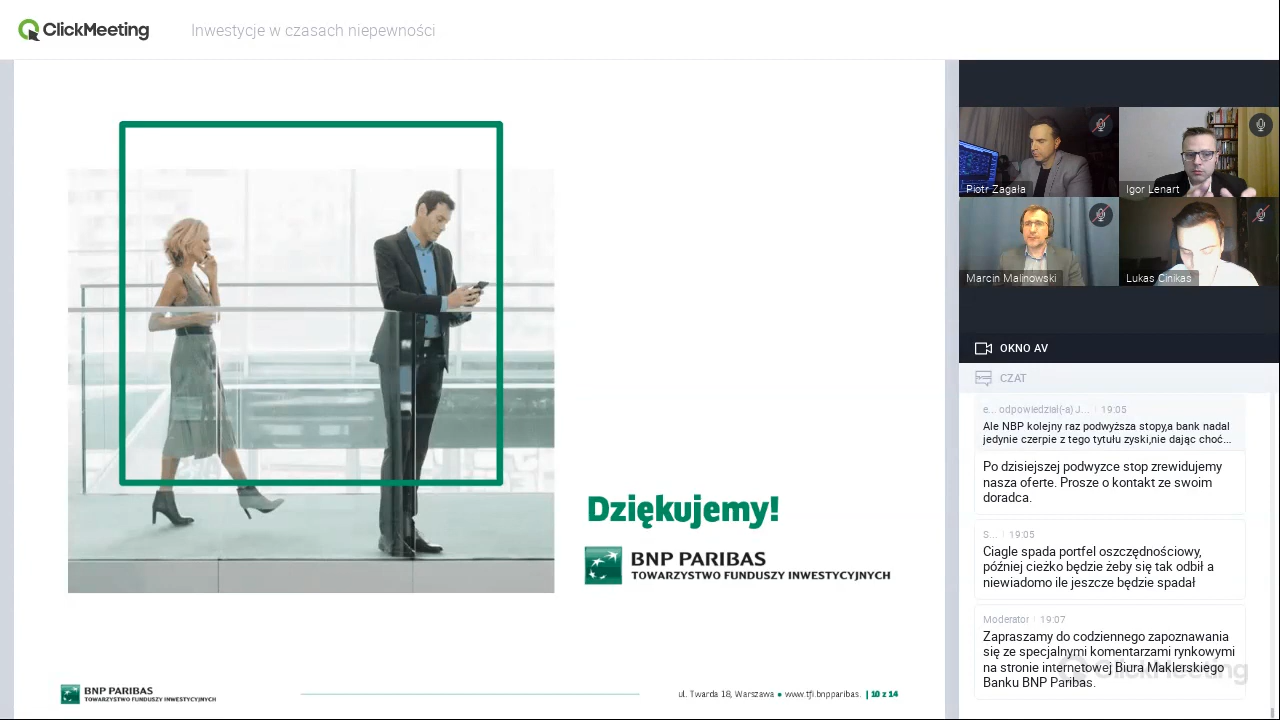 ClickMeeting
Inwestycje w czasach niepewności
Piotr Zagała
Igor Lenart
Marcin Malinowski
Lukas Cinikas
OKNO AV
CZAT
e... odpowiedział(-a) J... 19:05
Ale NBP kolejny raz podwyższa stopy,a bank nadal
jedynie czerpie z tego tytułu zyski,nie dając choć...
Po dzisiejszej podwyzce stop zrewidujemy
nasza oferte. Prosze o kontakt ze swoim
doradca.
S... 19:05
Ciagle spada portfel oszczędnościowy,
później cieżko będzie żeby się tak odbił a
niewiadomo ile jeszcze będzie spadał
Moderator 19:07
Zapraszamy do codziennego zapoznawania
się ze specjalnymi komentarzami rynkowymi
na stronie internetowej Biura Maklerskiego
Banku BNP Paribas.
ClickMeeting
Dziękujemy!
BNP PARIBAS
TOWARZYSTWO FUNDUSZY INWESTYCYJNYCH
BNP PARIBAS
TOWARZYSTWO FUNDUSZY INWESTYCYJNYCH
ul. Twarda 18, Warszawa • www.tfi.bnpparibas. | 10 z 14